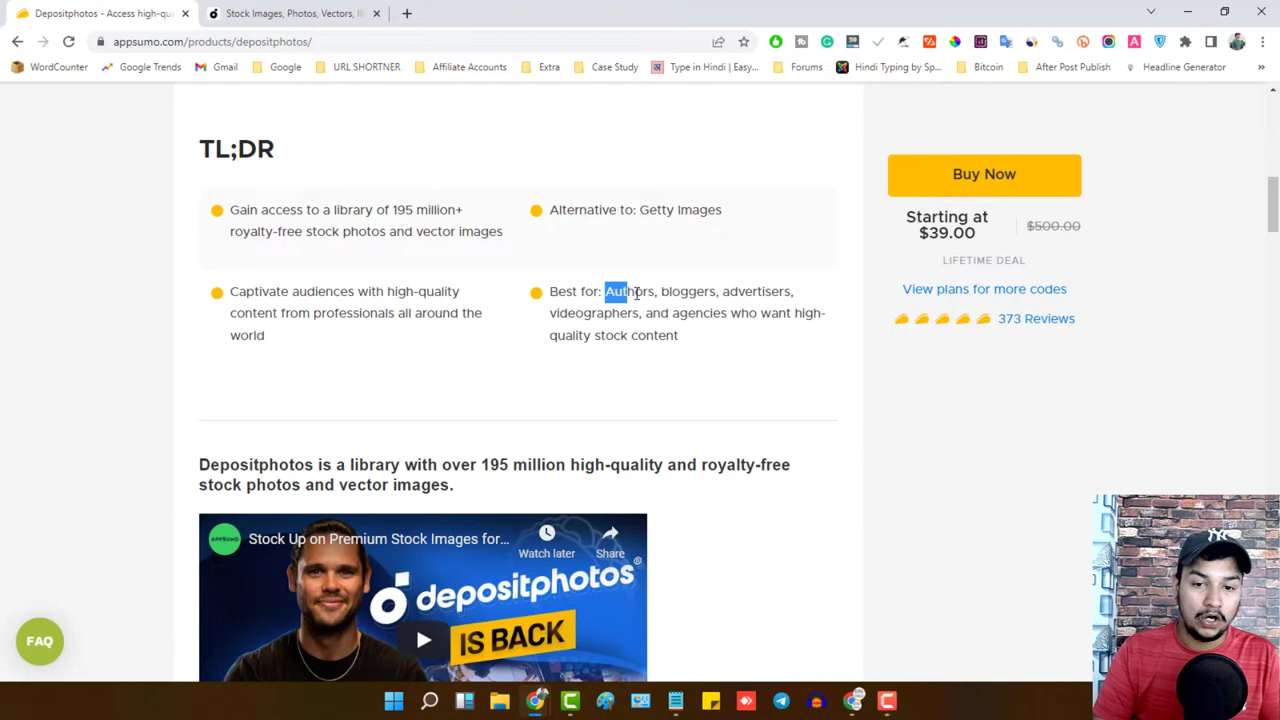 Depositphotos - Access high-qu
Stock Images, Photos, Vectors, Il
appsumo.com/products/depositphotos/
WordCounter
Google Trends
Gmail
Google
URL SHORTNER
Affiliate Accounts
Extra
Case Study
Type in Hindi | Easy...
Forums
Hindi Typing by Sp...
Bitcoin
After Post Publish
Headline Generator
TL;DR
Gain access to a library of 195 million+
royalty-free stock photos and vector images
Alternative to: Getty Images
Captivate audiences with high-quality
content from professionals all around the
world
Best for: Authors, bloggers, advertisers,
videographers, and agencies who want high-
quality stock content
Buy Now
Starting at
$39.00
$500.00
LIFETIME DEAL
View plans for more codes
373 Reviews
Depositphotos is a library with over 195 million high-quality and royalty-free
stock photos and vector images.
APPSUMO
Stock Up on Premium Stock Images for...
Watch later
Share
depositphotos®
IS BACK
FAQ